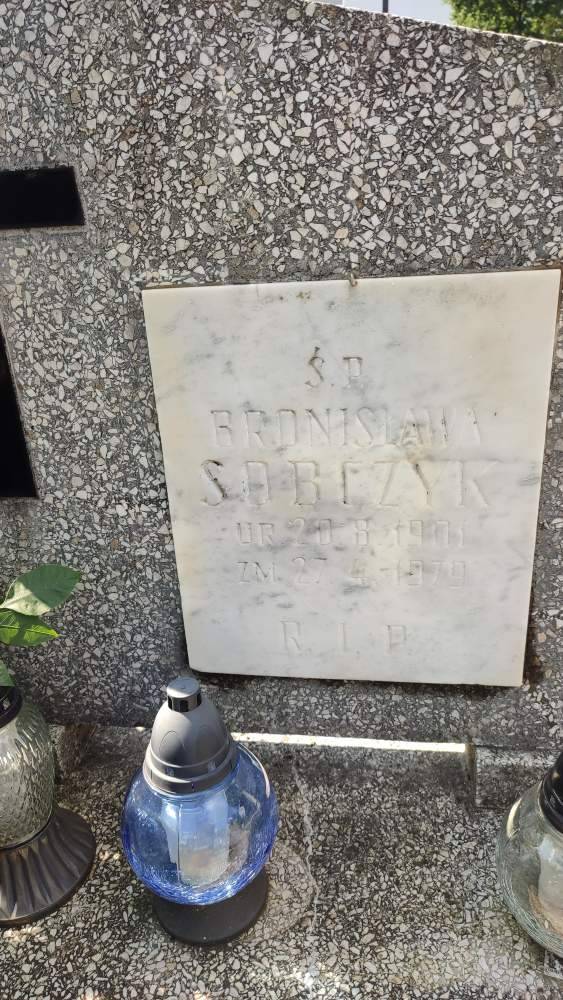 Ś.P.
BRONISŁAWA
SOBCZYK
UR 20 8 1901
ZM. 27 4 1979
R. I. P.